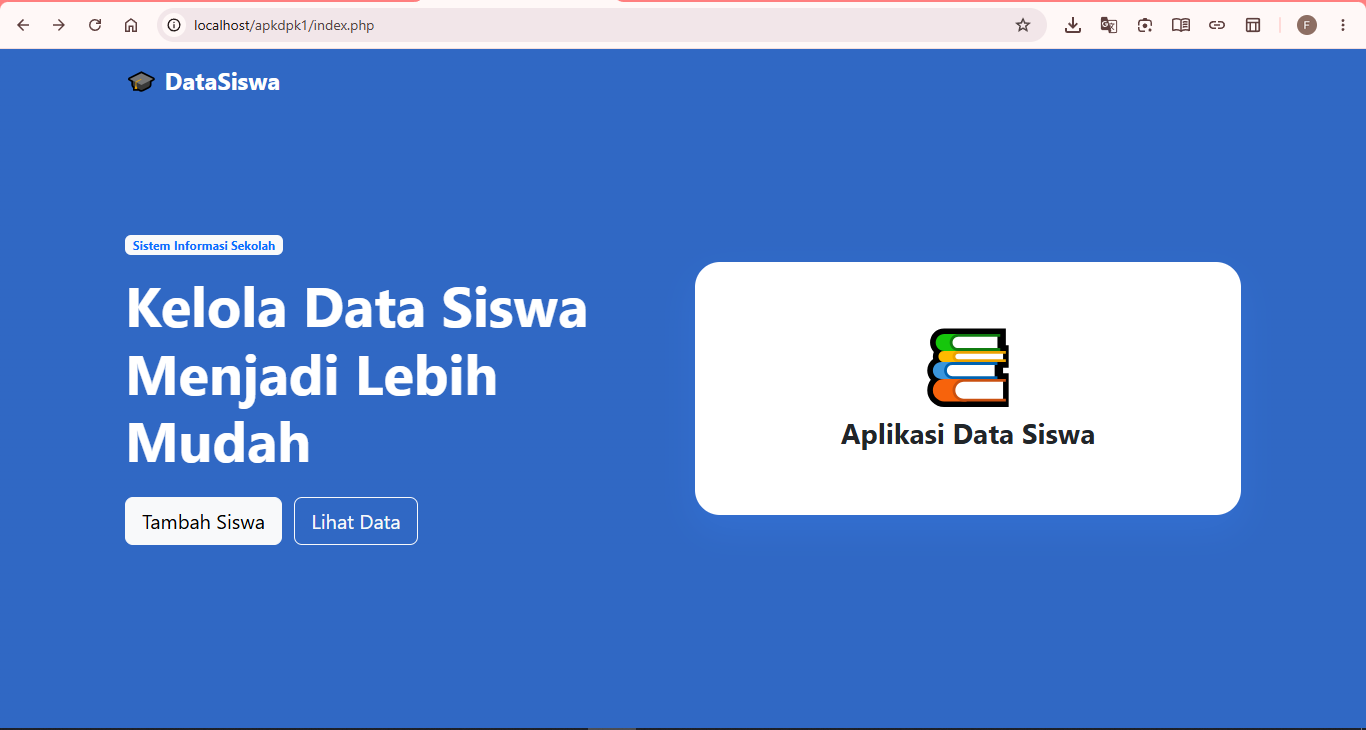 localhost/apkdpk1/index.php
F
DataSiswa
Sistem Informasi Sekolah
Kelola Data Siswa
Menjadi Lebih
Mudah
Tambah Siswa
Lihat Data
Aplikasi Data Siswa